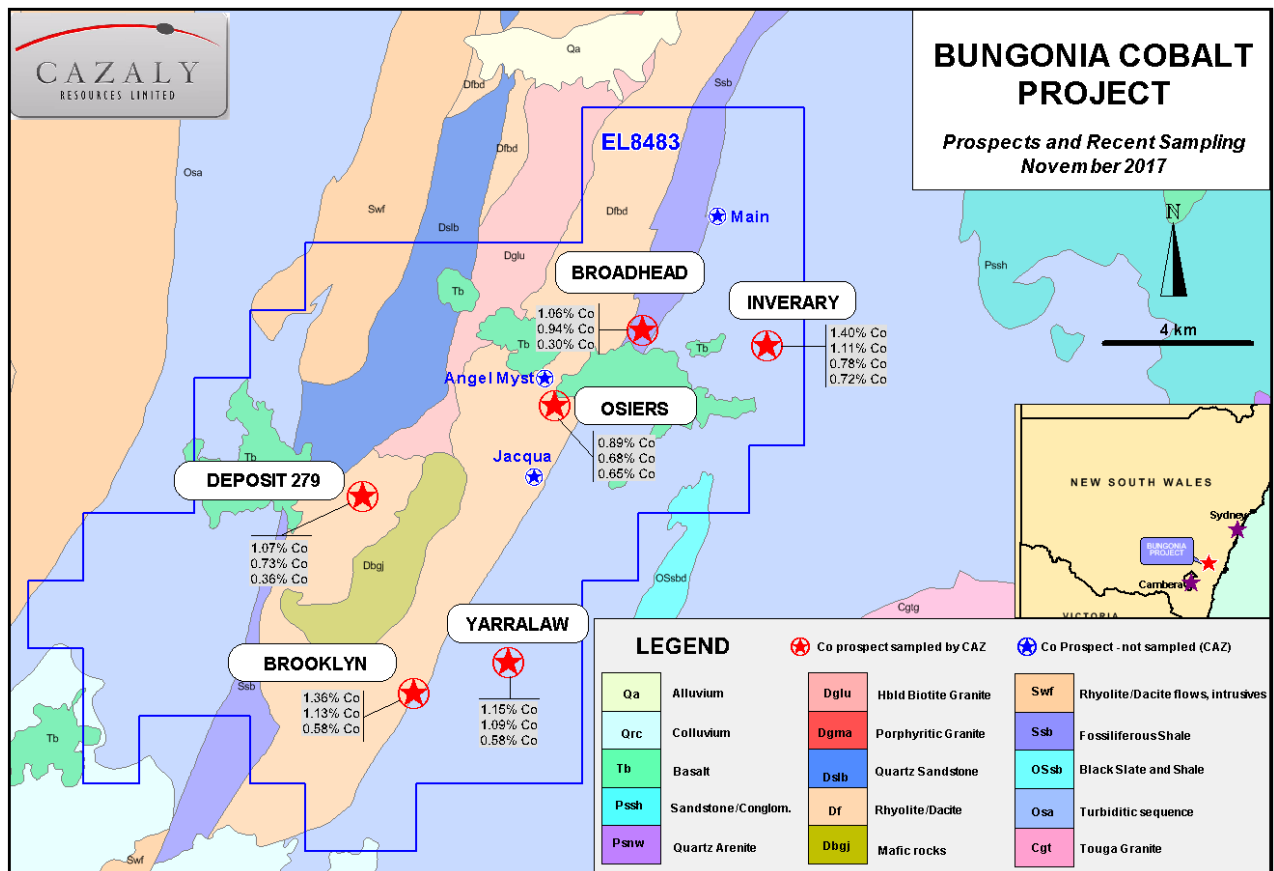 CAZALY
RESOURCES LIMITED
BUNGONIA COBALT
PROJECT
Prospects and Recent Sampling
November 2017
Qa
Dfbd
Ssb
Osa
EL8483
Dfbd
Swf
Dfbd
Main
Dslb
N
Pssh
Dglu
BROADHEAD
1.06% Co
0.94% Co
0.30% Co
INVERARY
1.40% Co
1.11% Co
0.78% Co
0.72% Co
4 km
Tb
Tb
Tb
Angel Myst
OSIERS
0.89% Co
0.68% Co
0.65% Co
Jacqua
Tb
DEPOSIT 279
1.07% Co
0.73% Co
0.36% Co
Dbgj
OSsbd
Cgtg
NEW SOUTH WALES
Sydney
BUNGONIA
PROJECT
Canberra
VICTORIA
YARRALAW
1.15% Co
1.09% Co
0.58% Co
BROOKLYN
1.36% Co
1.13% Co
0.58% Co
Ssb
Tb
Swf
LEGEND
Co prospect sampled by CAZ
Co Prospect - not sampled (CAZ)
Qa Alluvium
Qrc Colluvium
Tb Basalt
Pssh Sandstone/Conglom.
Psnw Quartz Arenite
Dglu Hbld Biotite Granite
Dgma Porphyritic Granite
Dslb Quartz Sandstone
Df Rhyolite/Dacite
Dbgj Mafic rocks
Swf Rhyolite/Dacite flows, intrusives
Ssb Fossiliferous Shale
OSsb Black Slate and Shale
Osa Turbiditic sequence
Cgt Touga Granite